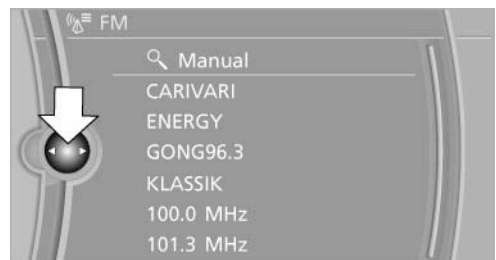 FM
Manual
CARIVARI
ENERGY
GONG96.3
KLASSIK
100.0 MHz
101.3 MHz